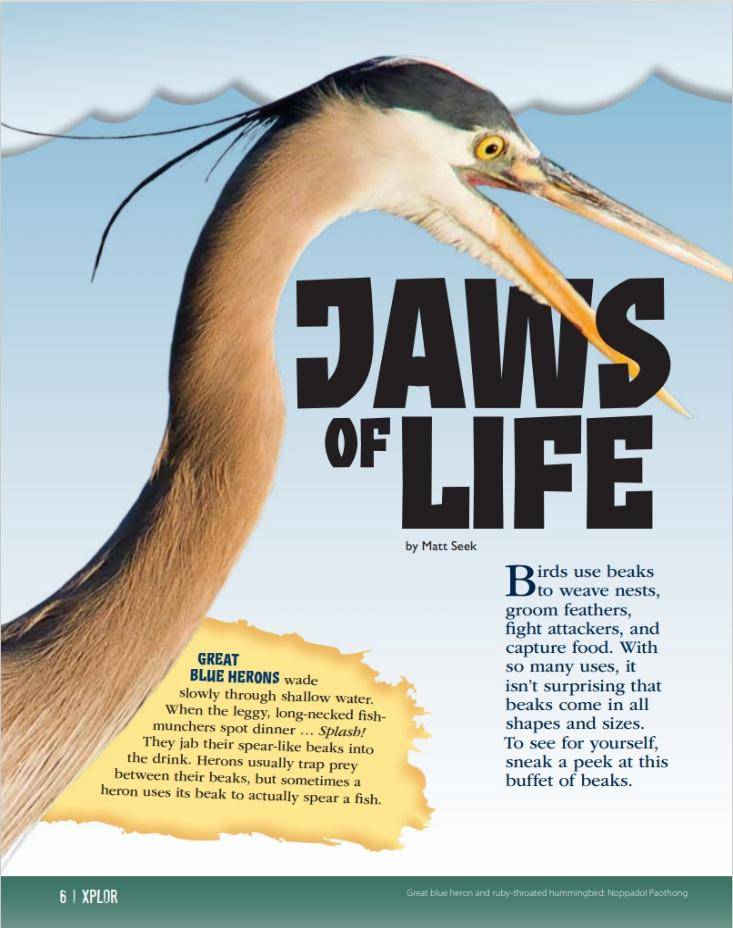 JAWS
OF LIFE
by Matt Seek
Birds use beaks
to weave nests,
groom feathers,
fight attackers, and
capture food. With
so many uses, it
isn't surprising that
beaks come in all
shapes and sizes.
To see for yourself,
sneak a peek at this
buffet of beaks.
GREAT
BLUE HERONS wade
slowly through shallow water.
When the leggy, long-necked fish-
munchers spot dinner … Splash!
They jab their spear-like beaks into
the drink. Herons usually trap prey
between their beaks, but sometimes a
heron uses its beak to actually spear a fish.
6 | XPLOR
Great blue heron and ruby-throated hummingbird: Noppadol Paothong